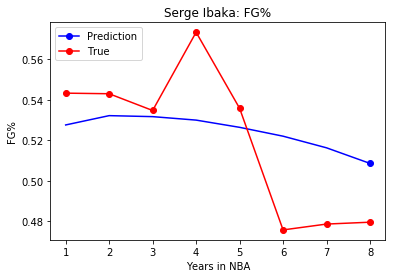 Serge Ibaka: FG%
Prediction
True
FG%
0.56
0.54
0.52
0.50
0.48
1 2 3 4 5 6 7 8
Years in NBA